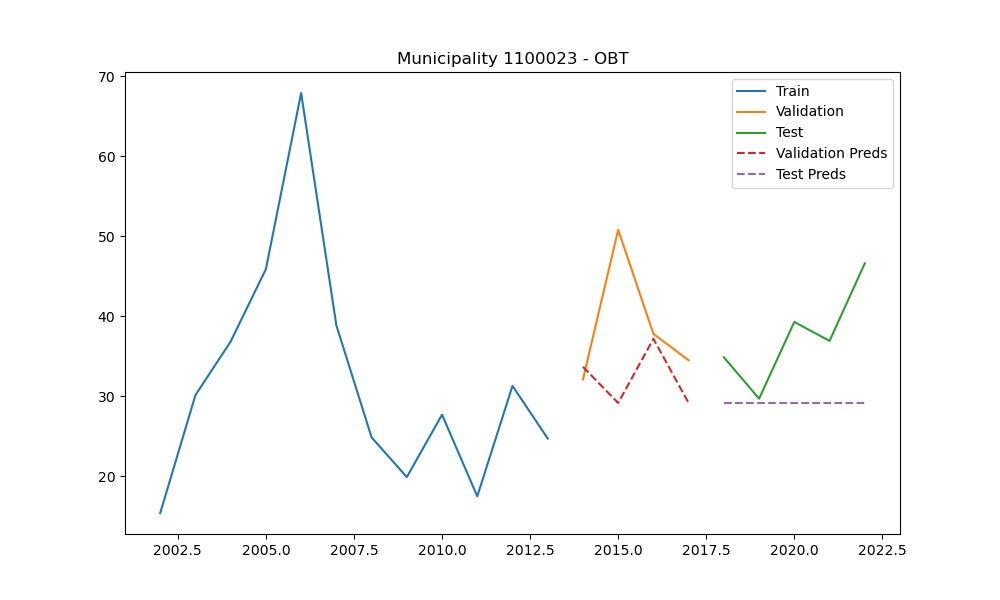 Municipality 1100023 - OBT
70
60
50
40
30
20
Train
Validation
Test
Validation Preds
Test Preds
2002.5 2005.0 2007.5 2010.0 2012.5 2015.0 2017.5 2020.0 2022.5